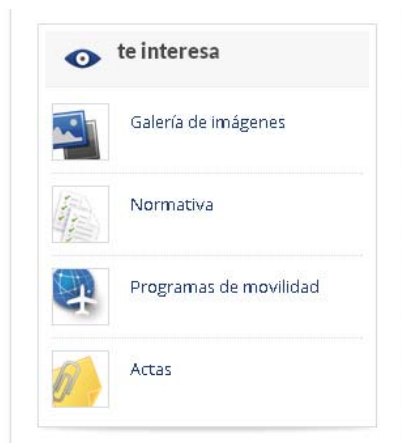 te interesa
Galería de imágenes
Normativa
Programas de movilidad
Actas